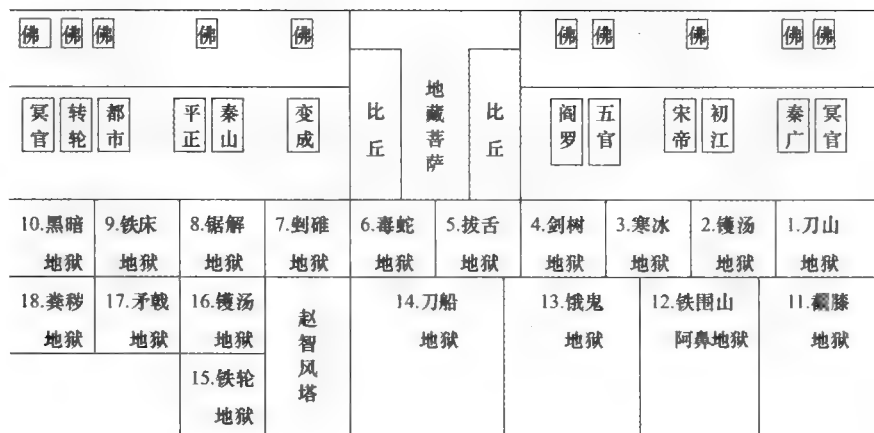 佛 佛 佛 佛 佛 佛 佛 佛 佛 佛
冥官
转轮
都市
平正
秦山
变成
比丘
地藏菩萨
比丘
阎罗
五官
宋帝
初江
秦广
冥官
10.黑暗
地狱
9.铁床
地狱
8.锯解
地狱
7.剉碓
地狱
6.毒蛇
地狱
5.拔舌
地狱
4.剑树
地狱
3.寒冰
地狱
2.镬汤
地狱
1.刀山
地狱
18.粪秽
地狱
17.矛戟
地狱
16.镬汤
地狱
15.铁轮
地狱
赵智风塔
14.刀船
地狱
13.饿鬼
地狱
12.铁围山
阿鼻地狱
11.膝
地狱